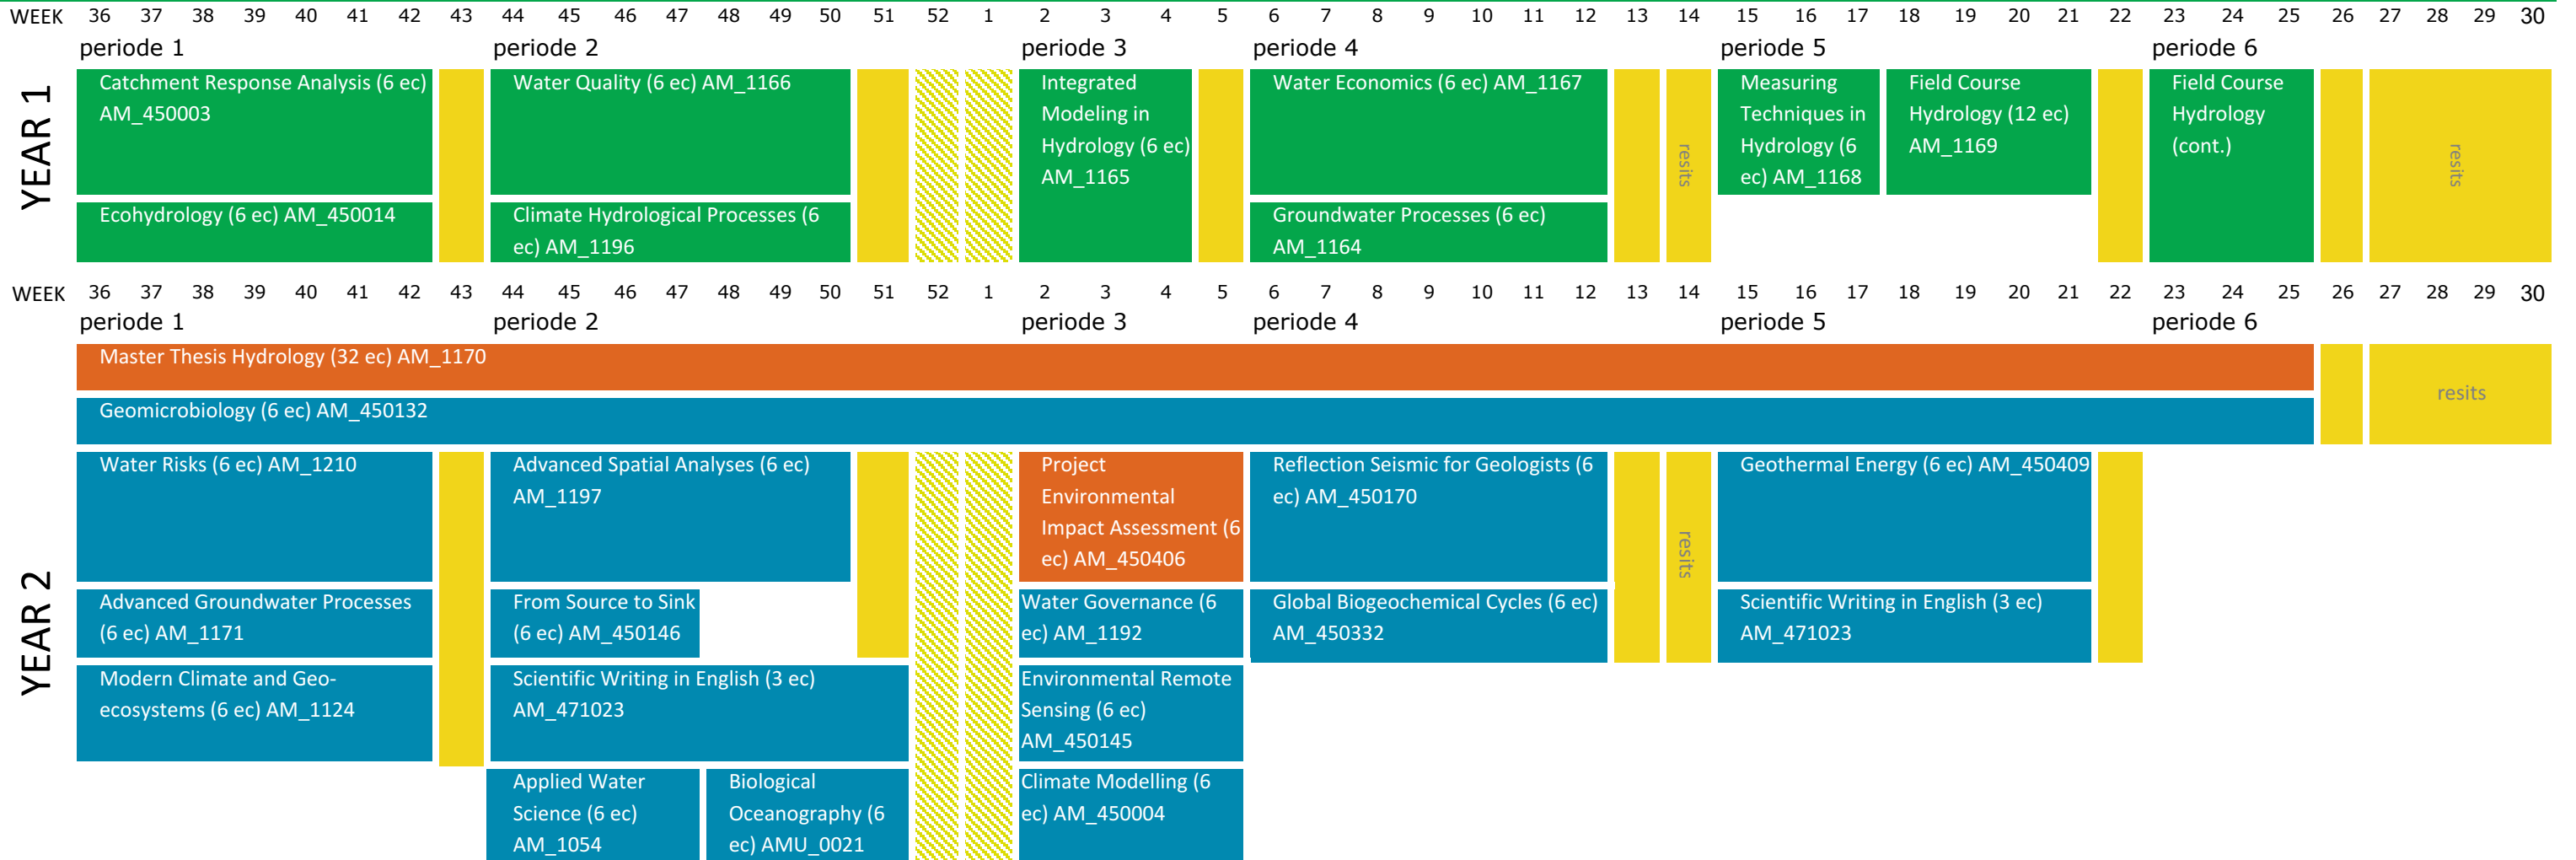 WEEK 36 37 38 39 40 41 42 43 44 45 46 47 48 49 50 51 52 1 2 3 4 5 6 7 8 9 10 11 12 13 14 15 16 17 18 19 20 21 22 23 24 25 26 27 28 29 30
periode 1 periode 2 periode 3 periode 4 periode 5 periode 6
YEAR 1
Catchment Response Analysis (6 ec)
AM_450003
Ecohydrology (6 ec) AM_450014
Water Quality (6 ec) AM_1166
Climate Hydrological Processes (6
ec) AM_1196
Integrated
Modeling in
Hydrology (6 ec)
AM_1165
Water Economics (6 ec) AM_1167
Groundwater Processes (6 ec)
AM_1164
resits
Measuring
Techniques in
Hydrology (6
ec) AM_1168
Field Course
Hydrology (12 ec)
AM_1169
Field Course
Hydrology
(cont.)
resits
WEEK 36 37 38 39 40 41 42 43 44 45 46 47 48 49 50 51 52 1 2 3 4 5 6 7 8 9 10 11 12 13 14 15 16 17 18 19 20 21 22 23 24 25 26 27 28 29 30
periode 1 periode 2 periode 3 periode 4 periode 5 periode 6
YEAR 2
Master Thesis Hydrology (32 ec) AM_1170
Geomicrobiology (6 ec) AM_450132
resits
Water Risks (6 ec) AM_1210
Advanced Groundwater Processes
(6 ec) AM_1171
Modern Climate and Geo-
ecosystems (6 ec) AM_1124
Advanced Spatial Analyses (6 ec)
AM_1197
From Source to Sink
(6 ec) AM_450146
Scientific Writing in English (3 ec)
AM_471023
Applied Water
Science (6 ec)
AM_1054
Biological
Oceanography (6
ec) AMU_0021
Project
Environmental
Impact Assessment (6
ec) AM_450406
Water Governance (6
ec) AM_1192
Environmental Remote
Sensing (6 ec)
AM_450145
Climate Modelling (6
ec) AM_450004
Reflection Seismic for Geologists (6
ec) AM_450170
Global Biogeochemical Cycles (6 ec)
AM_450332
resits
Geothermal Energy (6 ec) AM_450409
Scientific Writing in English (3 ec)
AM_471023